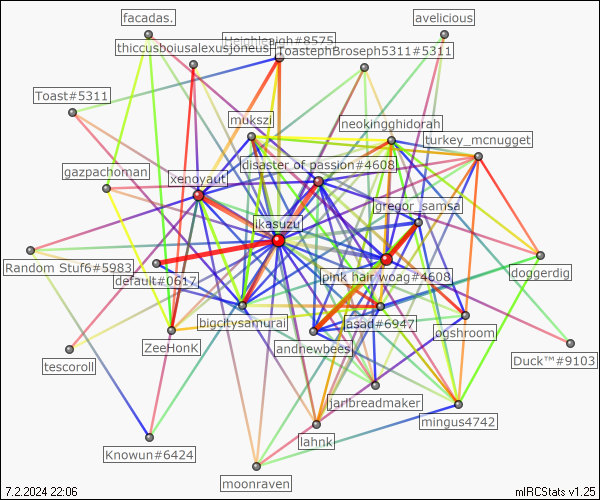 facadas.
avelicious
Heighleigh#8575
thiccusboiusalexusjoneus
ToastephBroseph5311#5311
Toast#5311
mukszi
neokingghidorah
turkey_mcnugget
disaster of passion#4608
gazpachoman
xenovaut
gregor_samsa
ikasuzu
Random Stuf6#5983
default#0617
pink hair woag#4608
doggerdig
bigcitysamurai
asad#6947
ogshroom
ZeeHonK
andnewbees
tescoroll
Duck™#9103
jarlbreadmaker
mingus4742
lahnk
Knowun#6424
moonraven
7.2.2024 22:06
mIRCStats v1.25